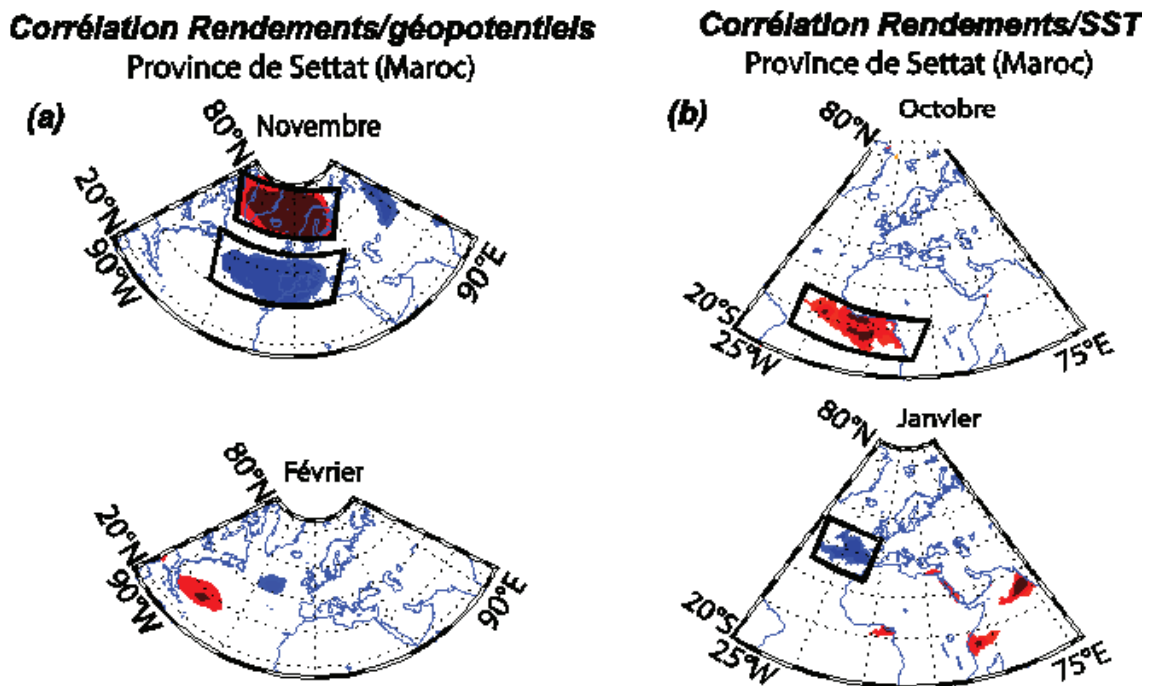 Corrélation Rendements/géopotentiels
Province de Settat (Maroc)
(a)
Novembre
80°N
20°N
90°W
90°E
Février
80°N
20°N
90°W
90°E
Corrélation Rendements/SST
Province de Settat (Maroc)
(b)
Octobre
80°N
20°S
25°W
75°E
Janvier
80°N
20°S
25°W
75°E